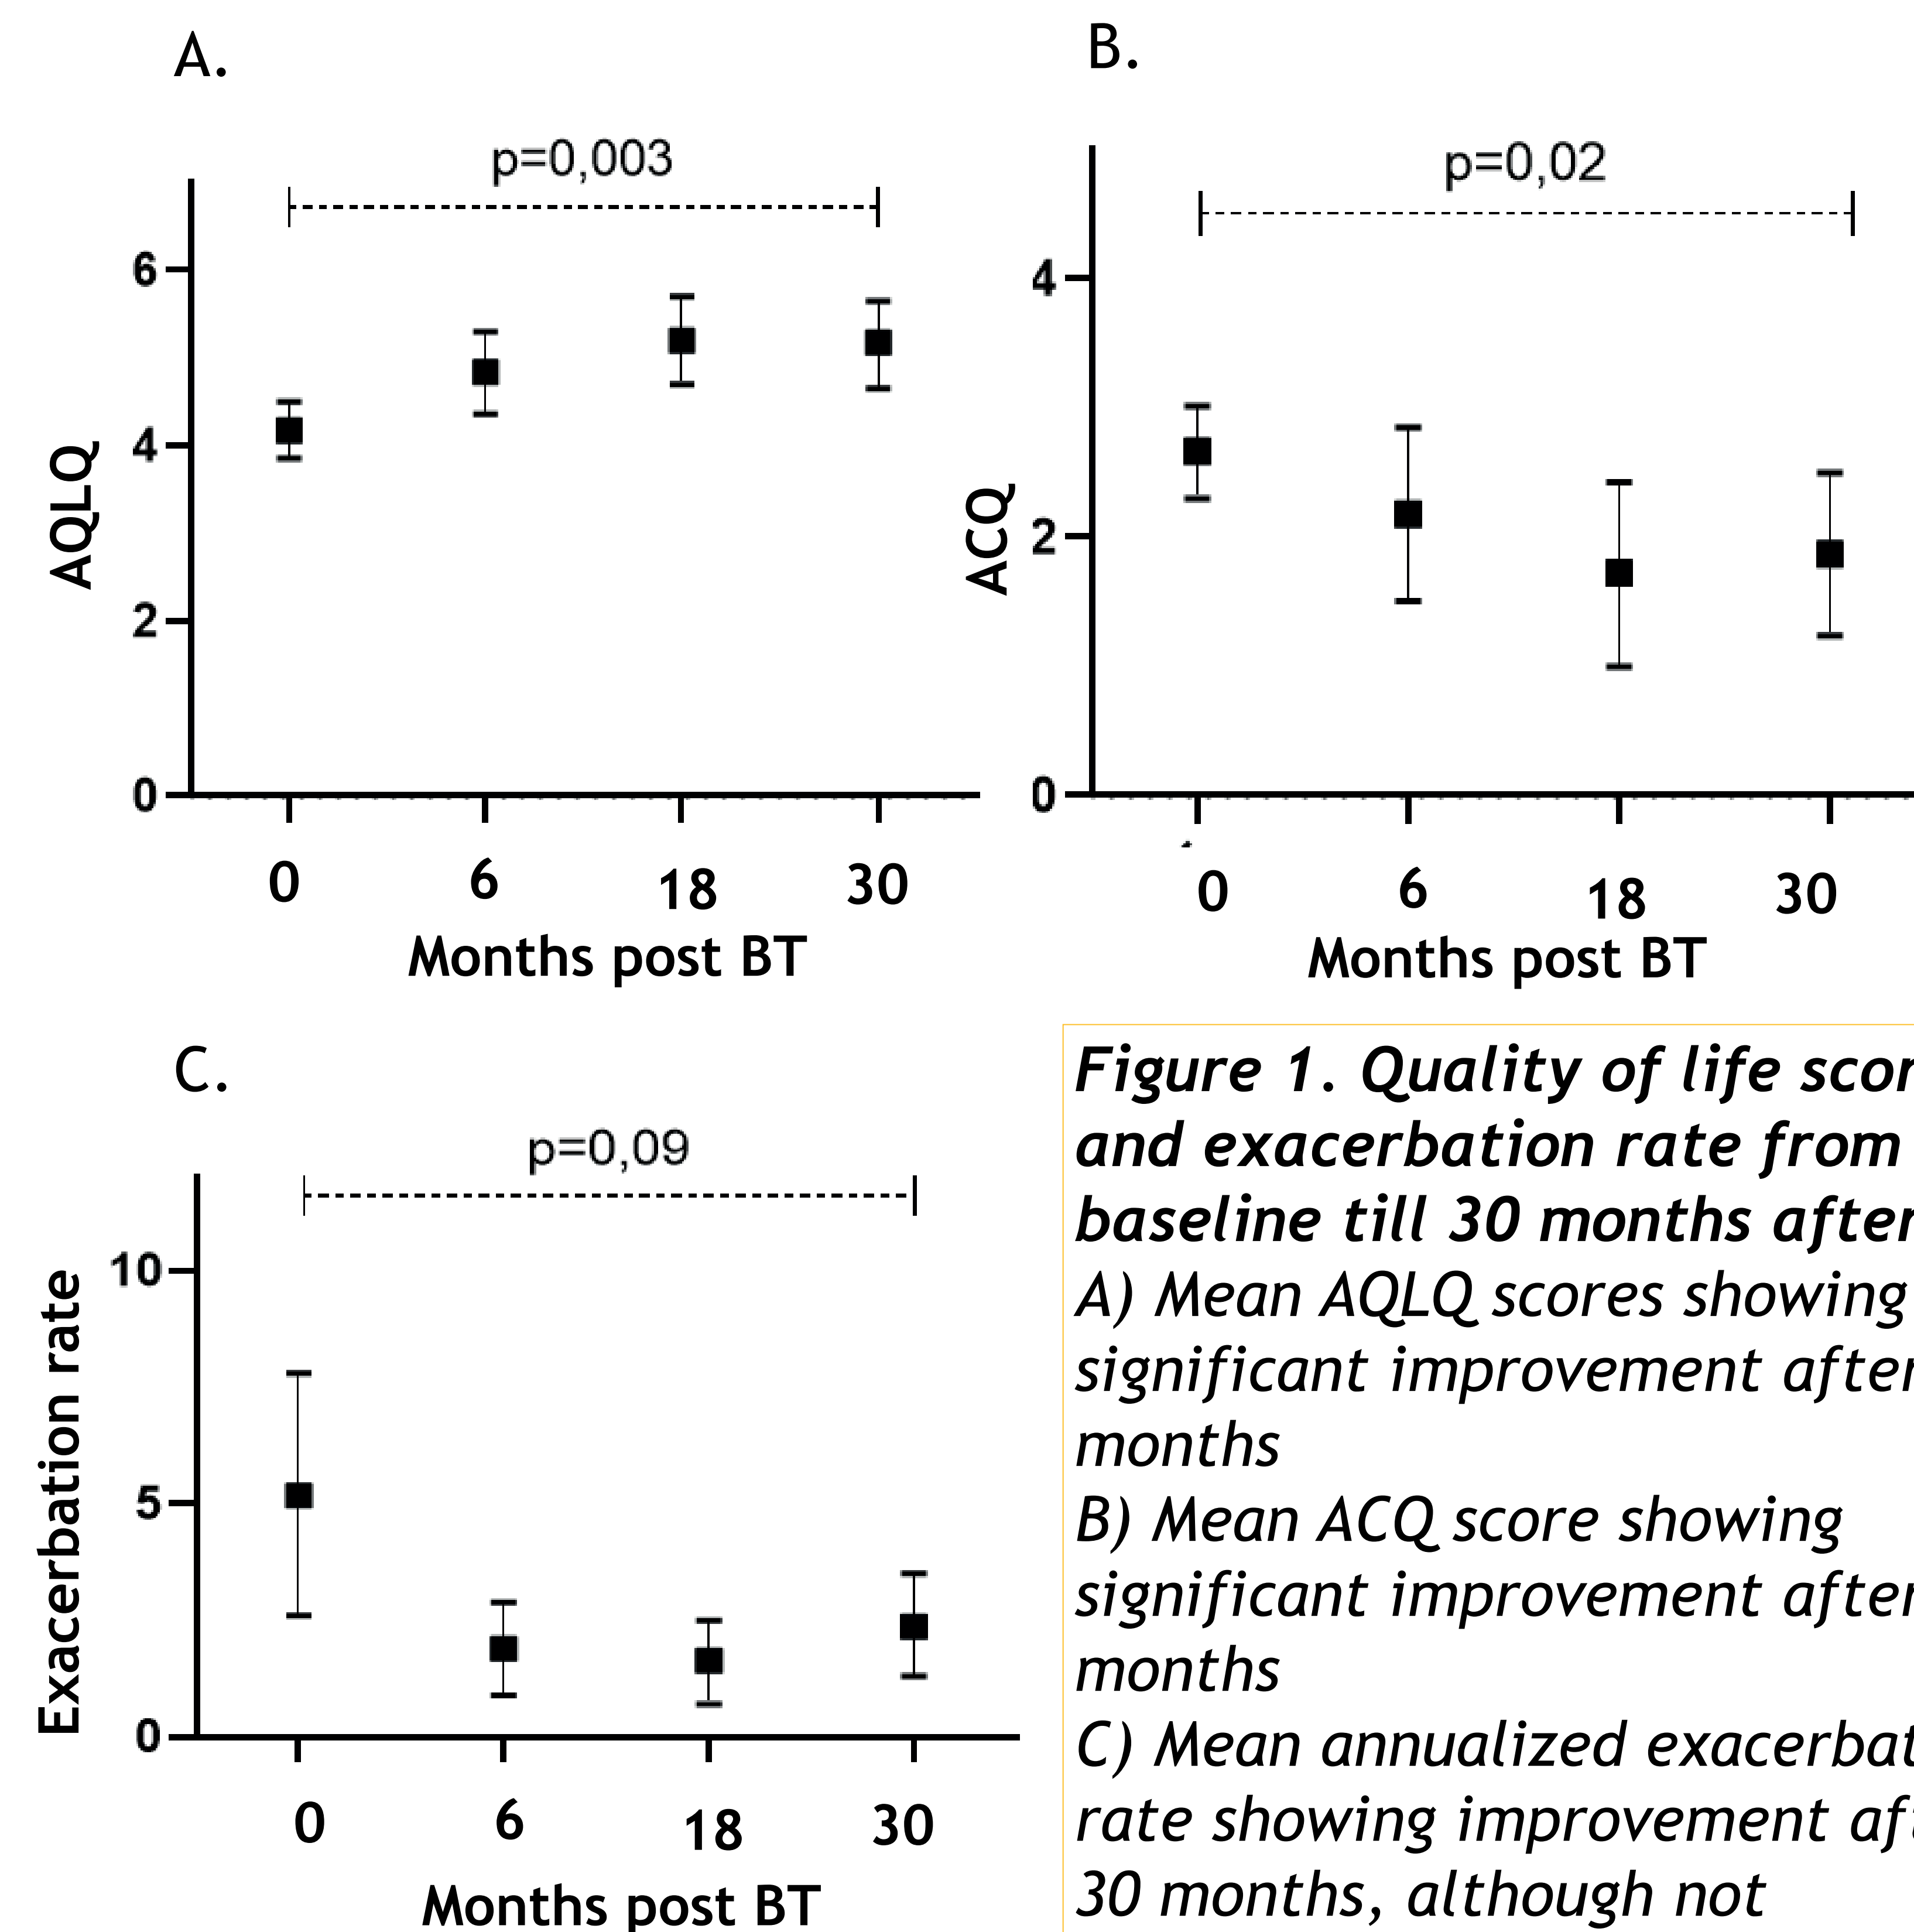 A.
p=0,003
6
4
2
0
AQLQ
0 6 18 30
Months post BT
B.
p=0,02
4
2
0
ACQ
0 6 18 30
Months post BT
C.
p=0,09
10
5
0
Exacerbation rate
0 6 18 30
Months post BT
Figure 1. Quality of life scor
and exacerbation rate from
baseline till 30 months after
A) Mean AQLQ scores showing
significant improvement after
months
B) Mean ACQ score showing
significant improvement after
months
C) Mean annualized exacerbat
rate showing improvement aft
30 months, although not